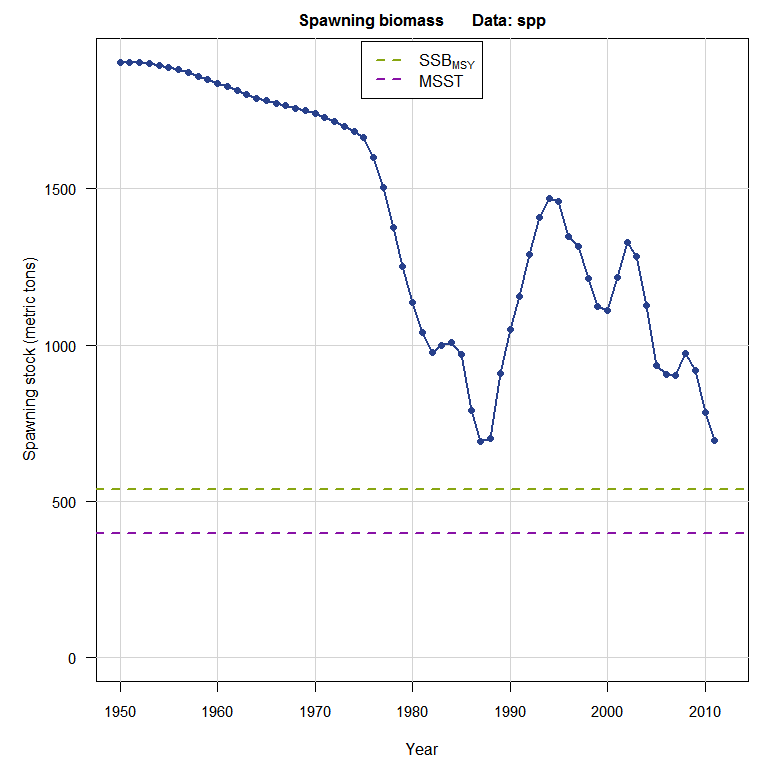 Spawning biomass Data: spp
SSBMSY
MSST
1500
1000
500
0
Spawning stock (metric tons)
1950 1960 1970 1980 1990 2000 2010
Year